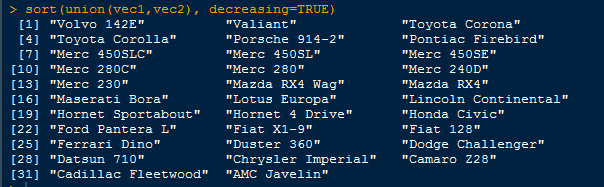 > sort(union(vec1,vec2), decreasing=TRUE)
[1] "Volvo 142E" "Valiant" "Toyota Corona"
[4] "Toyota Corolla" "Porsche 914-2" "Pontiac Firebird"
[7] "Merc 450SLC" "Merc 450SL" "Merc 450SE"
[10] "Merc 280C" "Merc 280" "Merc 240D"
[13] "Merc 230" "Mazda RX4 Wag" "Mazda RX4"
[16] "Maserati Bora" "Lotus Europa" "Lincoln Continental"
[19] "Hornet Sportabout" "Hornet 4 Drive" "Honda Civic"
[22] "Ford Pantera L" "Fiat X1-9" "Fiat 128"
[25] "Ferrari Dino" "Duster 360" "Dodge Challenger"
[28] "Datsun 710" "Chrysler Imperial" "Camaro Z28"
[31] "Cadillac Fleetwood" "AMC Javelin"